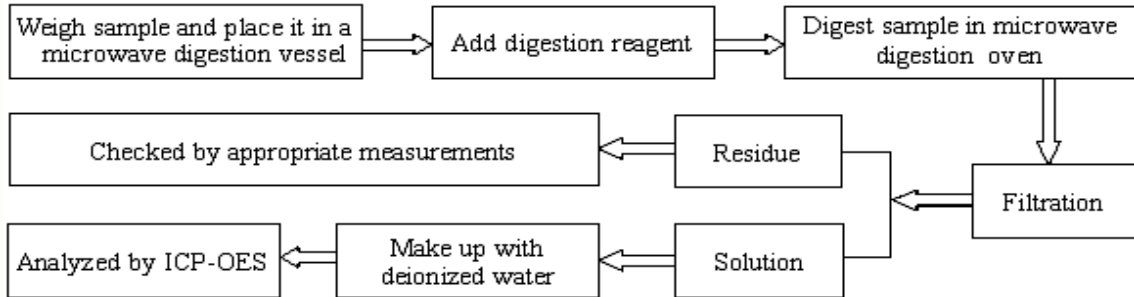 Weigh sample and place it in a
microwave digestion vessel
Add digestion reagent
Digest sample in microwave
digestion oven
Filtration
Residue
Checked by appropriate measurements
Solution
Make up with
deionized water
Analyzed by ICP-OES